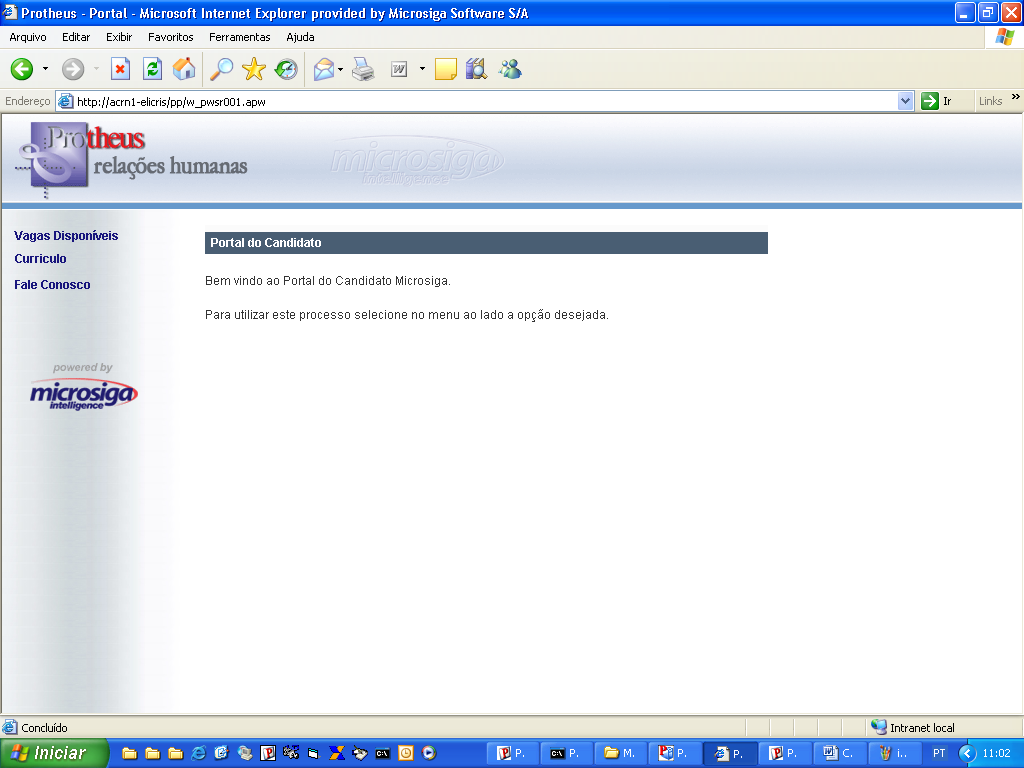 Protheus - Portal - Microsoft Internet Explorer provided by Microsiga Software S/A
Arquivo Editar Exibir Favoritos Ferramentas Ajuda
Endereço http://acrn1-elicris/pp/w_pwsr001.apw Ir Links »
Protheus
relações humanas
microsiga
intelligence
Vagas Disponíveis
Currículo
Fale Conosco
powered by
microsiga
intelligence
Portal do Candidato
Bem vindo ao Portal do Candidato Microsiga.
Para utilizar este processo selecione no menu ao lado a opção desejada.
Concluído Intranet local
Iniciar P. P. M. P. P. P. C. i.. PT 11:02